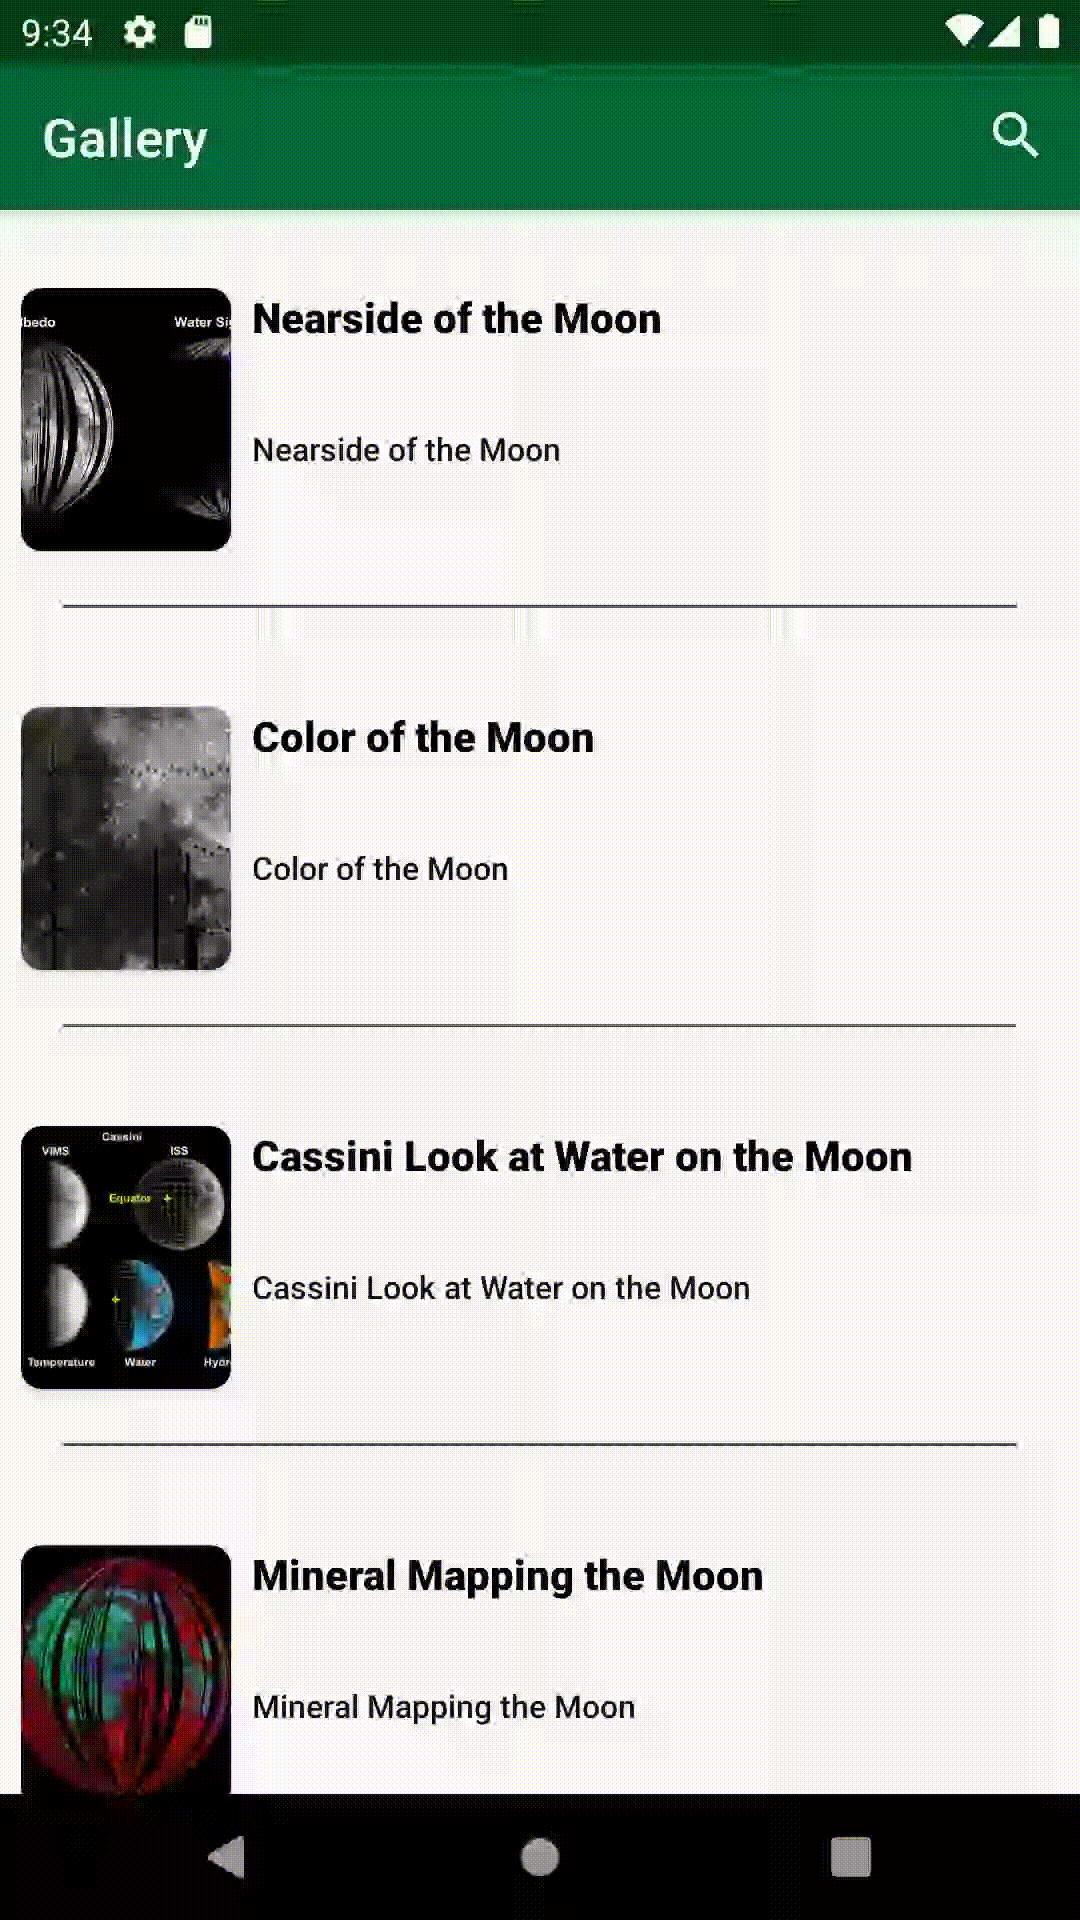 9:34
Gallery
bedo
Water Sig
Nearside of the Moon
Nearside of the Moon
Color of the Moon
Color of the Moon
Cassini
VIMS
ISS
Equator
Temperature
Water
Hydr
Cassini Look at Water on the Moon
Cassini Look at Water on the Moon
Mineral Mapping the Moon
Mineral Mapping the Moon